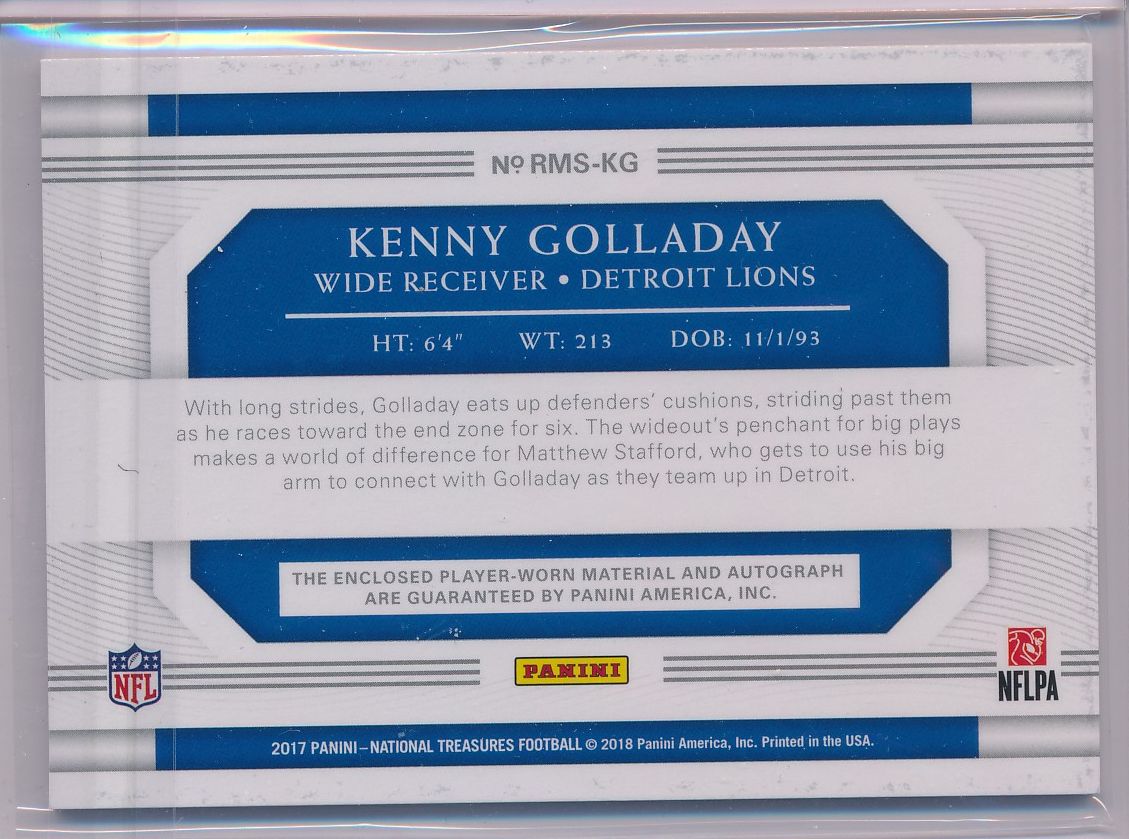 Nº RMS-KG
KENNY GOLLADAY
WIDE RECEIVER • DETROIT LIONS
HT: 6'4" WT: 213 DOB: 11/1/93
With long strides, Golladay eats up defenders' cushions, striding past them
as he races toward the end zone for six. The wideout's penchant for big plays
makes a world of difference for Matthew Stafford, who gets to use his big
arm to connect with Golladay as they team up in Detroit.
THE ENCLOSED PLAYER-WORN MATERIAL AND AUTOGRAPH
ARE GUARANTEED BY PANINI AMERICA, INC.
NFL
PANINI
NFLPA
2017 PANINI–NATIONAL TREASURES FOOTBALL © 2018 Panini America, Inc. Printed in the USA.